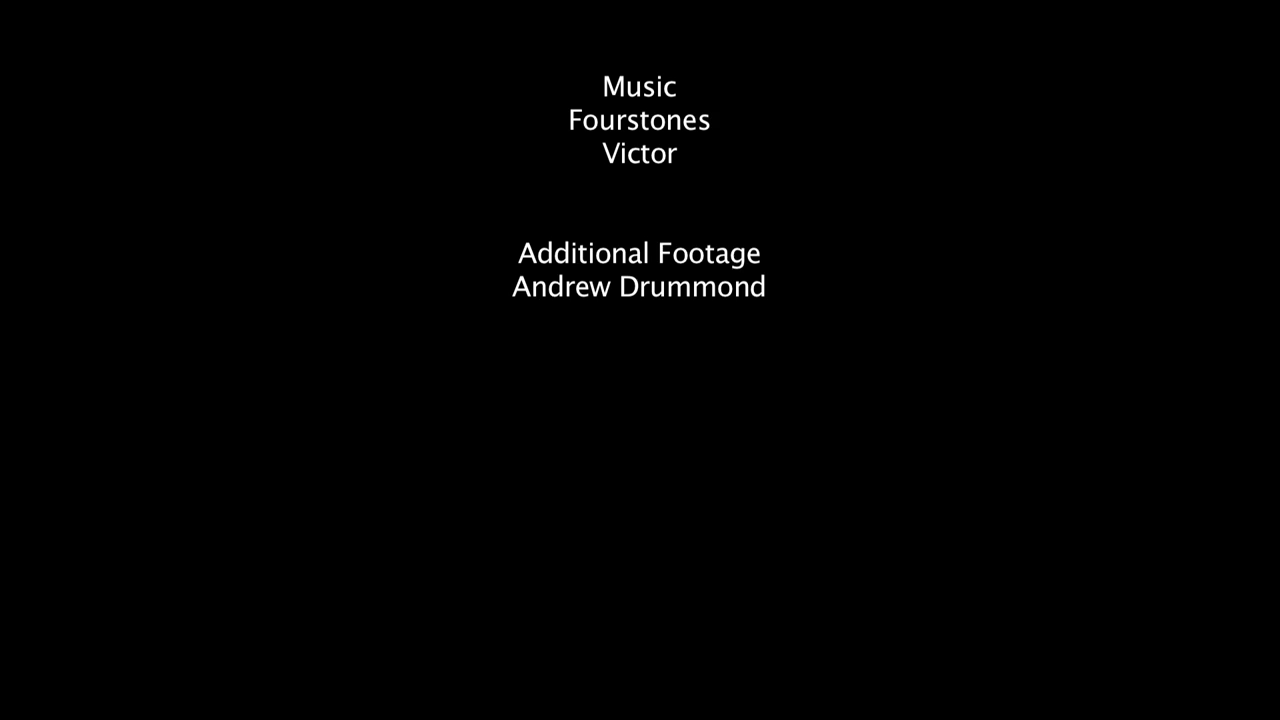 Music
Fourstones
Victor
Additional Footage
Andrew Drummond